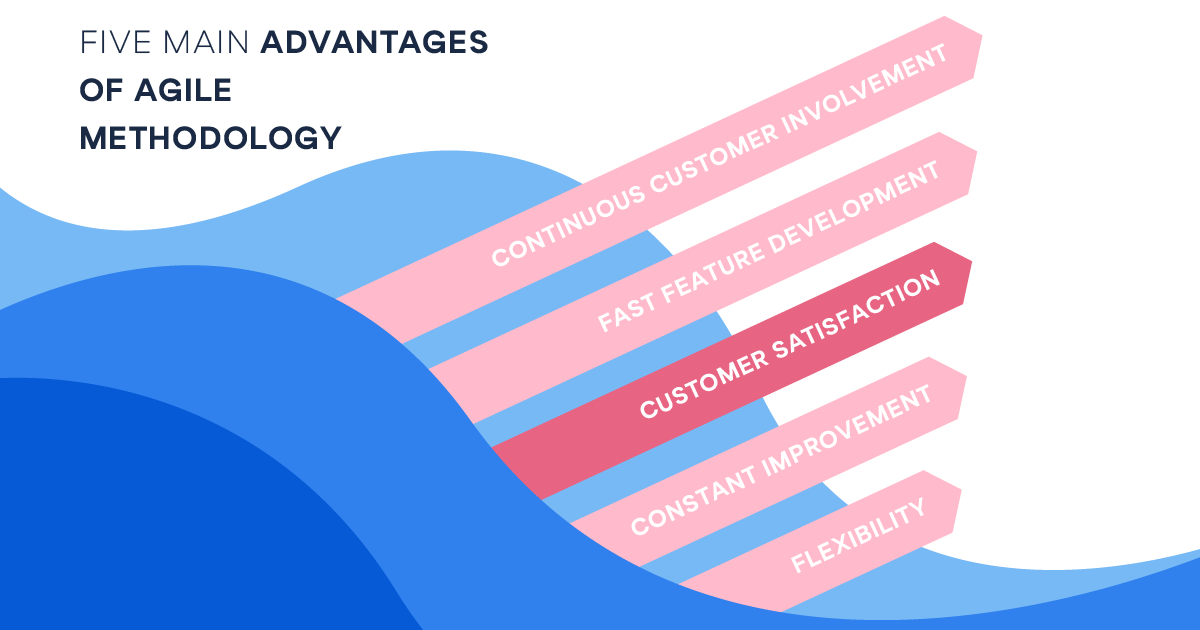 FIVE MAIN ADVANTAGES
OF AGILE
METHODOLOGY
CONTINUOUS CUSTOMER INVOLVEMENT
FAST FEATURE DEVELOPMENT
CUSTOMER SATISFACTION
CONSTANT IMPROVEMENT
FLEXIBILITY